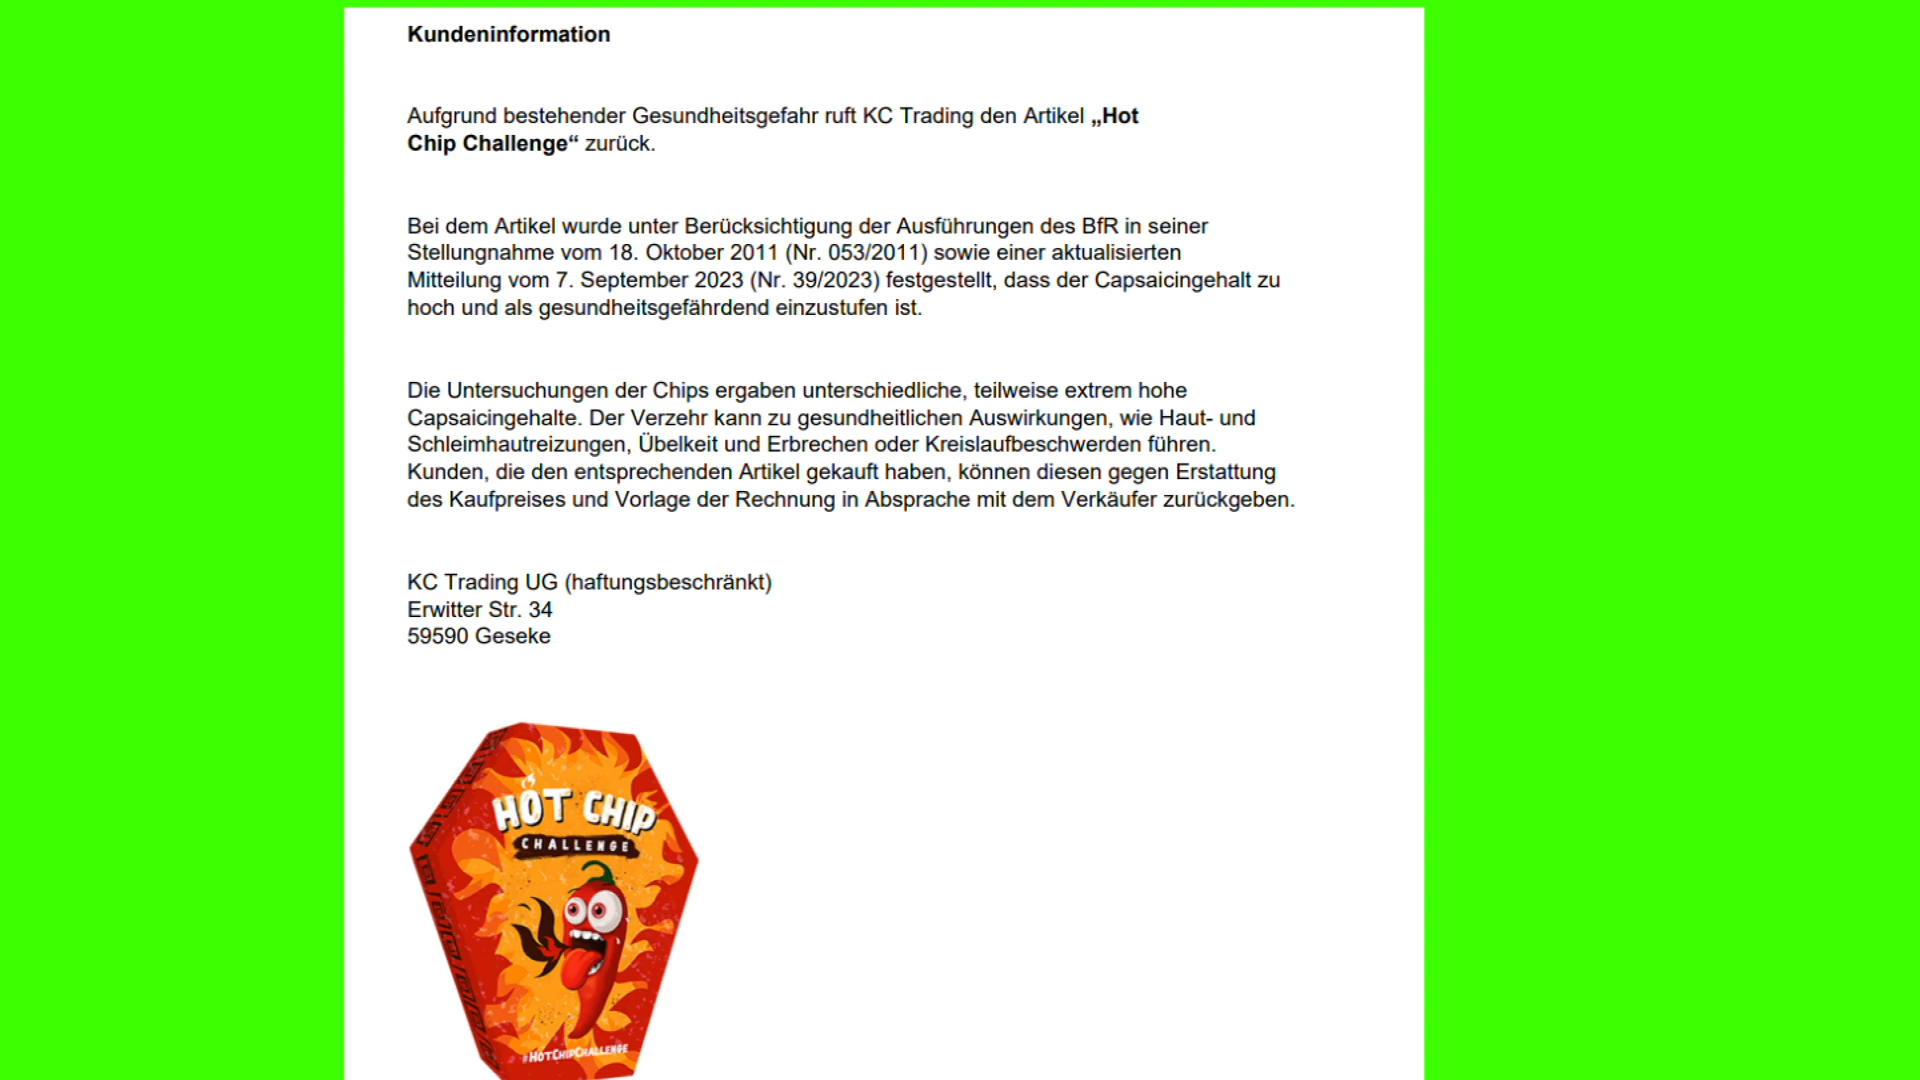 Kundeninformation
Aufgrund bestehender Gesundheitsgefahr ruft KC Trading den Artikel „Hot
Chip Challenge“ zurück.
Bei dem Artikel wurde unter Berücksichtigung der Ausführungen des BfR in seiner
Stellungnahme vom 18. Oktober 2011 (Nr. 053/2011) sowie einer aktualisierten
Mitteilung vom 7. September 2023 (Nr. 39/2023) festgestellt, dass der Capsaicingehalt zu
hoch und als gesundheitsgefährdend einzustufen ist.
Die Untersuchungen der Chips ergaben unterschiedliche, teilweise extrem hohe
Capsaicingehalte. Der Verzehr kann zu gesundheitlichen Auswirkungen, wie Haut- und
Schleimhautreizungen, Übelkeit und Erbrechen oder Kreislaufbeschwerden führen.
Kunden, die den entsprechenden Artikel gekauft haben, können diesen gegen Erstattung
des Kaufpreises und Vorlage der Rechnung in Absprache mit dem Verkäufer zurückgeben.
KC Trading UG (haftungsbeschränkt)
Erwitter Str. 34
59590 Geseke
HOT CHIP
CHALLENGE
#HOTCHIPCHALLENGE